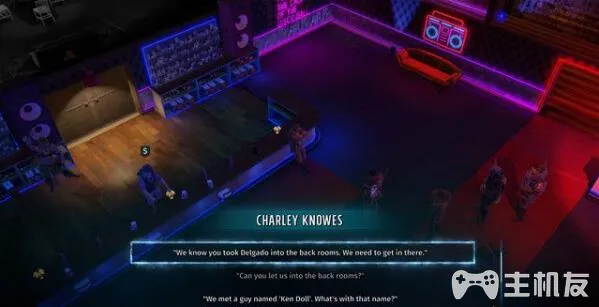 $
CHARLEY KNOWES
"We know you took Delgado into the back rooms. We need to get in there."
"Can you let us into the back rooms?"
"We met a guy named 'Ken Doll'. What's with that name?"
主机友